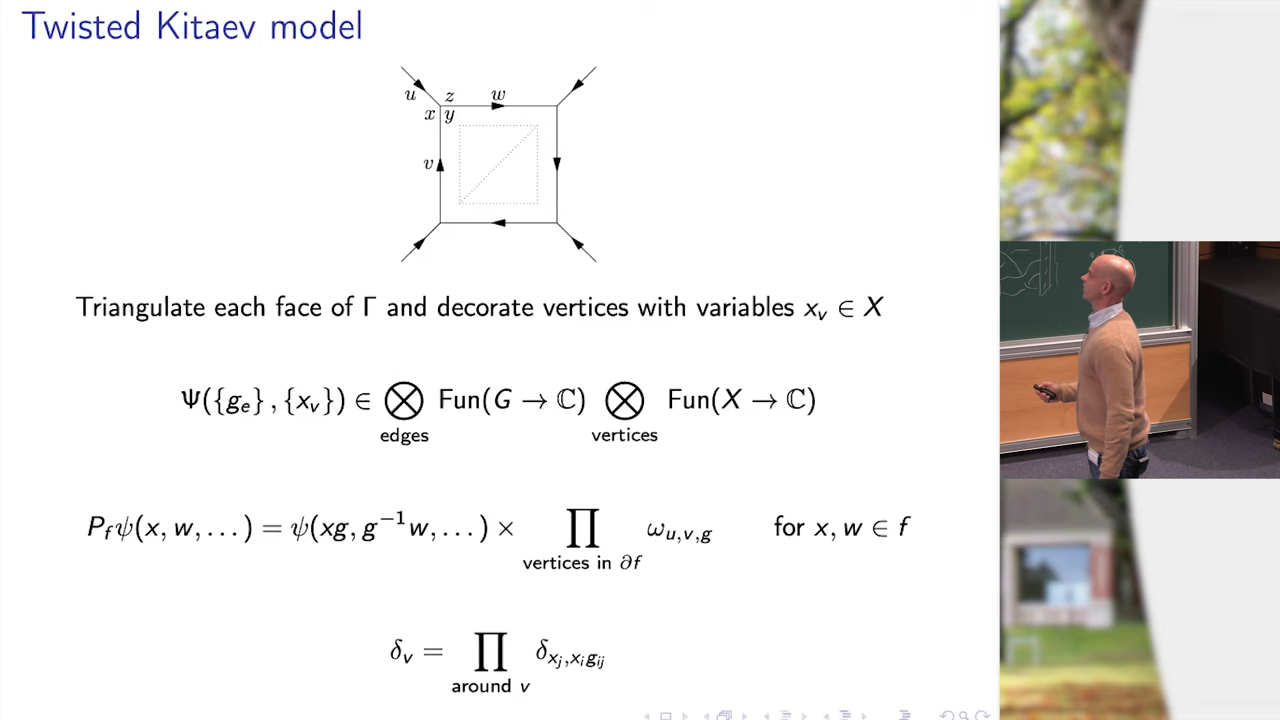 Twisted Kitaev model
u z w
x y
v
Triangulate each face of Γ and decorate vertices with variables x_v ∈ X
Ψ({g_e}, {x_v}) ∈ ⨂_{edges} Fun(G → ℂ) ⨂_{vertices} Fun(X → ℂ)
P_f ψ(x, w, ...) = ψ(xg, g^{-1}w, ...) × ∏_{vertices in ∂f} ω_{u,v,g} for x, w ∈ f
δ_v = ∏_{around v} δ_{x_j, x_i g_{ij}}